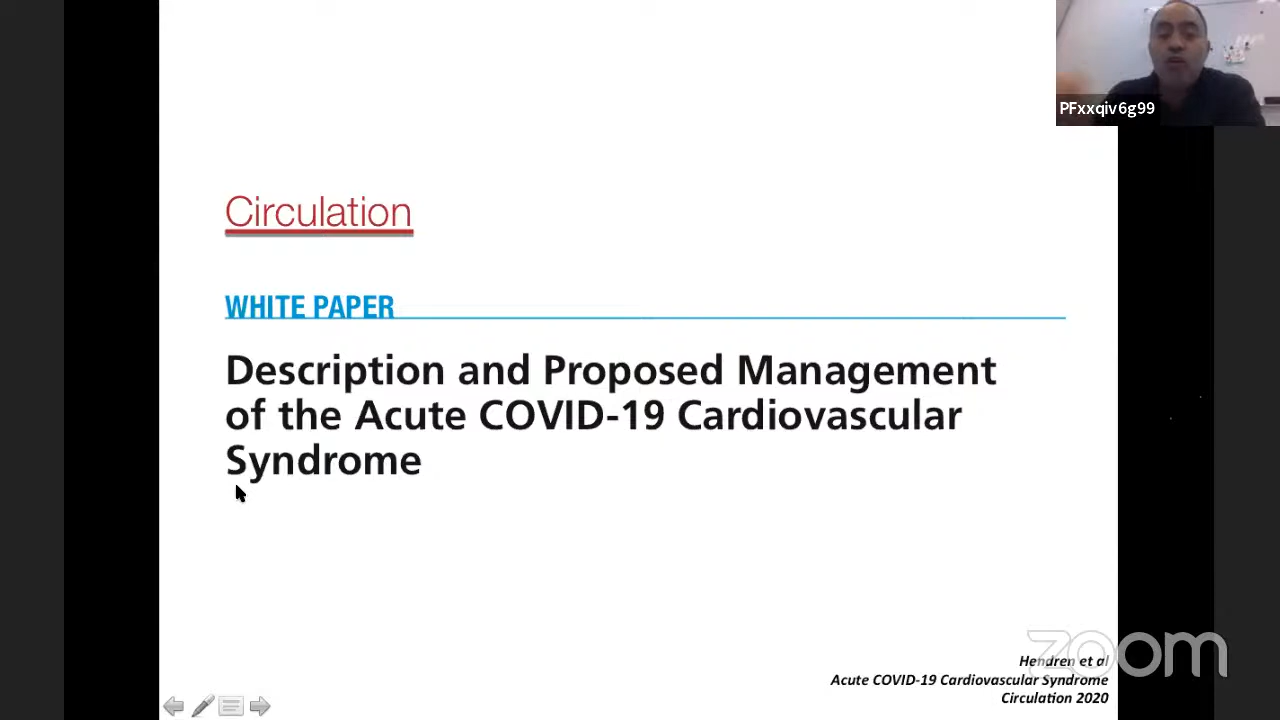 PFxxqiv6g99
Circulation
WHITE PAPER
Description and Proposed Management
of the Acute COVID-19 Cardiovascular
Syndrome
zoom
Hendren et al
Acute COVID-19 Cardiovascular Syndrome
Circulation 2020